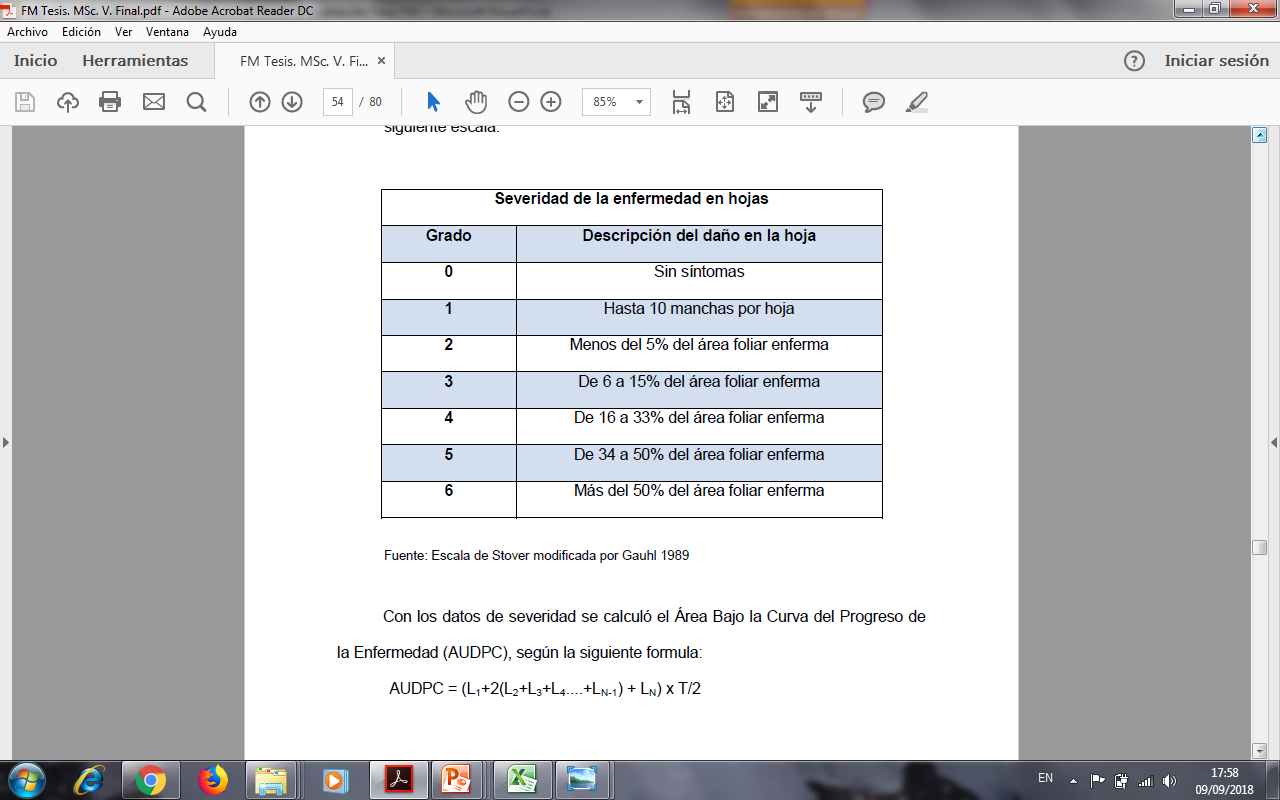 FM Tesis. MSc. V. Final.pdf - Adobe Acrobat Reader DC
Archivo Edición Ver Ventana Ayuda
Inicio Herramientas FM Tesis. MSc. V. Fi... × ? Iniciar sesión
54 / 80 85%
siguiente escala:
Severidad de la enfermedad en hojas
Grado Descripción del daño en la hoja
0 Sin síntomas
1 Hasta 10 manchas por hoja
2 Menos del 5% del área foliar enferma
3 De 6 a 15% del área foliar enferma
4 De 16 a 33% del área foliar enferma
5 De 34 a 50% del área foliar enferma
6 Más del 50% del área foliar enferma
Fuente: Escala de Stover modificada por Gauhl 1989
Con los datos de severidad se calculó el Área Bajo la Curva del Progreso de
la Enfermedad (AUDPC), según la siguiente formula:
AUDPC = (L1+2(L2+L3+L4....+LN-1) + LN) x T/2
EN 17:58
09/09/2018